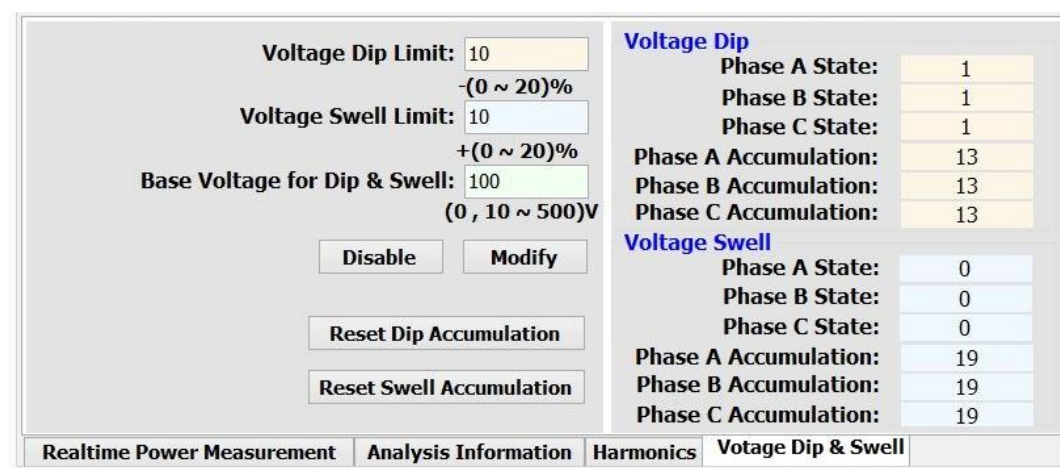 Voltage Dip Limit: 10
-(0 ~ 20)%
Voltage Swell Limit: 10
+(0 ~ 20)%
Base Voltage for Dip & Swell: 100
(0 , 10 ~ 500)V
Disable Modify
Reset Dip Accumulation
Reset Swell Accumulation
Voltage Dip
Phase A State: 1
Phase B State: 1
Phase C State: 1
Phase A Accumulation: 13
Phase B Accumulation: 13
Phase C Accumulation: 13
Voltage Swell
Phase A State: 0
Phase B State: 0
Phase C State: 0
Phase A Accumulation: 19
Phase B Accumulation: 19
Phase C Accumulation: 19
Realtime Power Measurement Analysis Information Harmonics Votage Dip & Swell